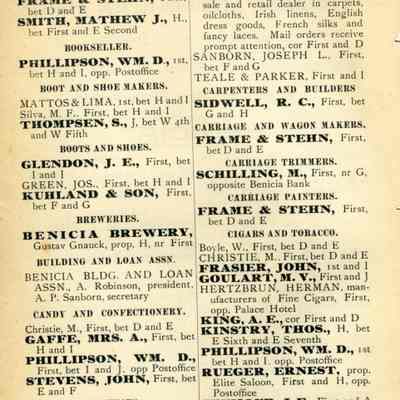 FRAME & STEHN, First,
bet D and E
SMITH, MATHEW J., H.,
bet First and E Second
BOOKSELLER.
PHILLIPSON, WM. D., 1st,
bet H and I, opp. Postoffice
BOOT AND SHOE MAKERS.
MATTOS & LIMA, 1st, bet H and I
Silva, M. F., First, bet H and I
THOMPSEN, S., J, bet W 4th
and W Fifth
BOOTS AND SHOES.
GLENDON, J. E., First, bet
I and J
GREEN, JOS., First, bet H and I
KUHLAND & SON, First,
bet F and G
BREWERIES.
BENICIA BREWERY,
Gustav Gnauck, prop, H, nr First
BUILDING AND LOAN ASSN.
BENICIA BLDG. AND LOAN
ASSN., A. Robinson, president,
A. P. Sanborn, secretary
CANDY AND CONFECTIONERY.
Christie, M., First, bet D and E
GAFFE, MRS. A., First, bet
H and I
PHILLIPSON, WM. D.,
First, bet I and J, opp Postoffice
STEVENS, JOHN, First, bet
E and F
sale and retail dealer in carpets,
oilcloths, Irish linens, English
dress goods, French silks and
fancy laces. Mail orders receive
prompt attention, cor First and D
SANBORN, JOSEPH L., First,
bet F and G
TEALE & PARKER, First and I
CARPENTERS AND BUILDERS
SIDWELL, R. C., First, bet
G and H
CARRIAGE AND WAGON MAKERS.
FRAME & STEHN, First,
bet D and E
CARRIAGE TRIMMERS.
SCHILLING, M., First, nr G,
opposite Benicia Bank
CARRIAGE PAINTERS.
FRAME & STEHN, First,
bet D and E
CIGARS AND TOBACCO.
Boyle, W., First, bet D and E
CHRISTIE, M., First, bet D and E
FRASIER, JOHN, 1st and I
GOULART, M. V., First and J
HERTZBRUN, HERMAN, man-
ufacturers of Fine Cigars, First,
opp. Palace Hotel
KING, A. E., cor First and D
KINSTRY, THOS., H, bet
E Sixth and E Seventh
PHILLIPSON, WM. D., 1st
bet H and I, opp. Postoffice
RUEGER, ERNEST, prop.
Elite Saloon, First and H, opp
A Postoffice